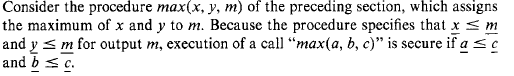 Consider the procedure max(x, y, m) of the preceding section, which assigns
the maximum of x and y to m. Because the procedure specifies that x ≤ m
and y ≤ m for output m, execution of a call “max(a, b, c)” is secure if a ≤ c
and b ≤ c.